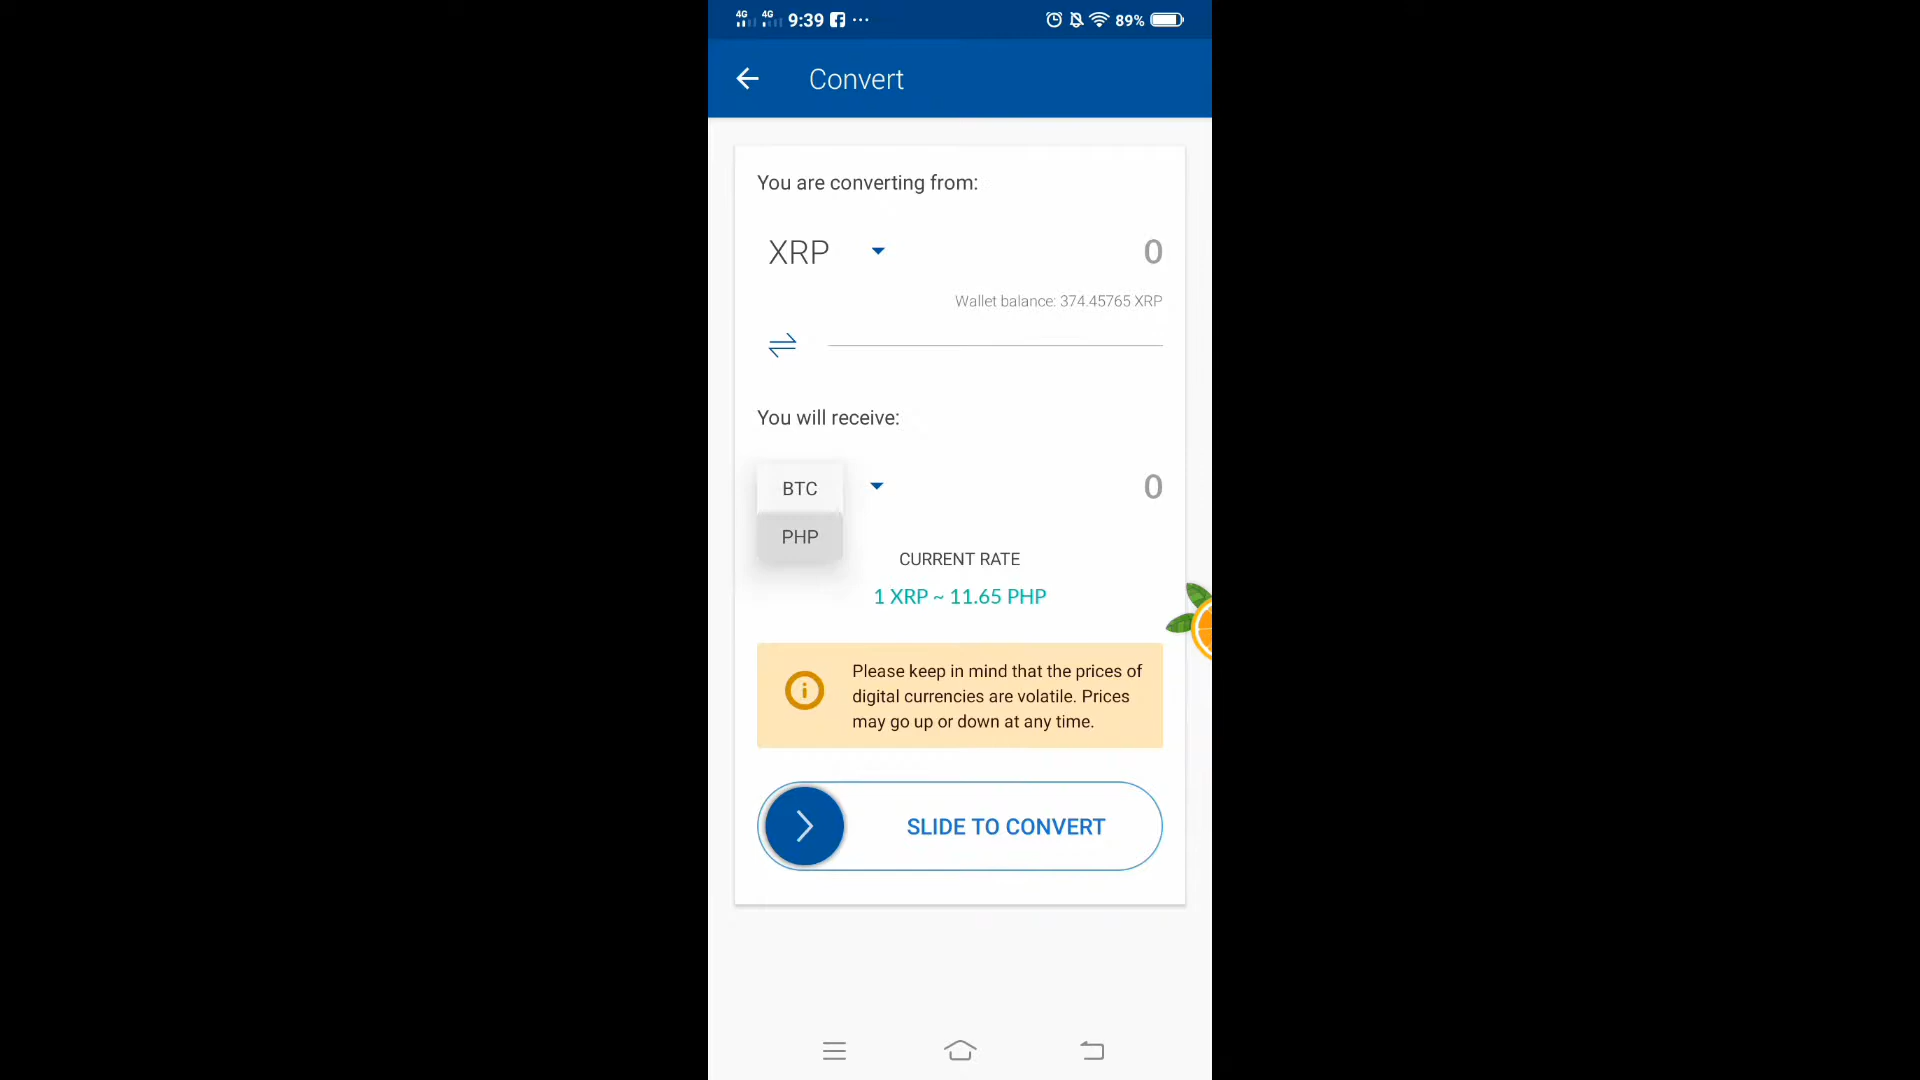 4G 4G 9:39 ... 89%
Convert
You are converting from:
XRP 0
Wallet balance: 374.45765 XRP
You will receive:
BTC 0
PHP
CURRENT RATE
1 XRP ~ 11.65 PHP
Please keep in mind that the prices of
digital currencies are volatile. Prices
may go up or down at any time.
SLIDE TO CONVERT